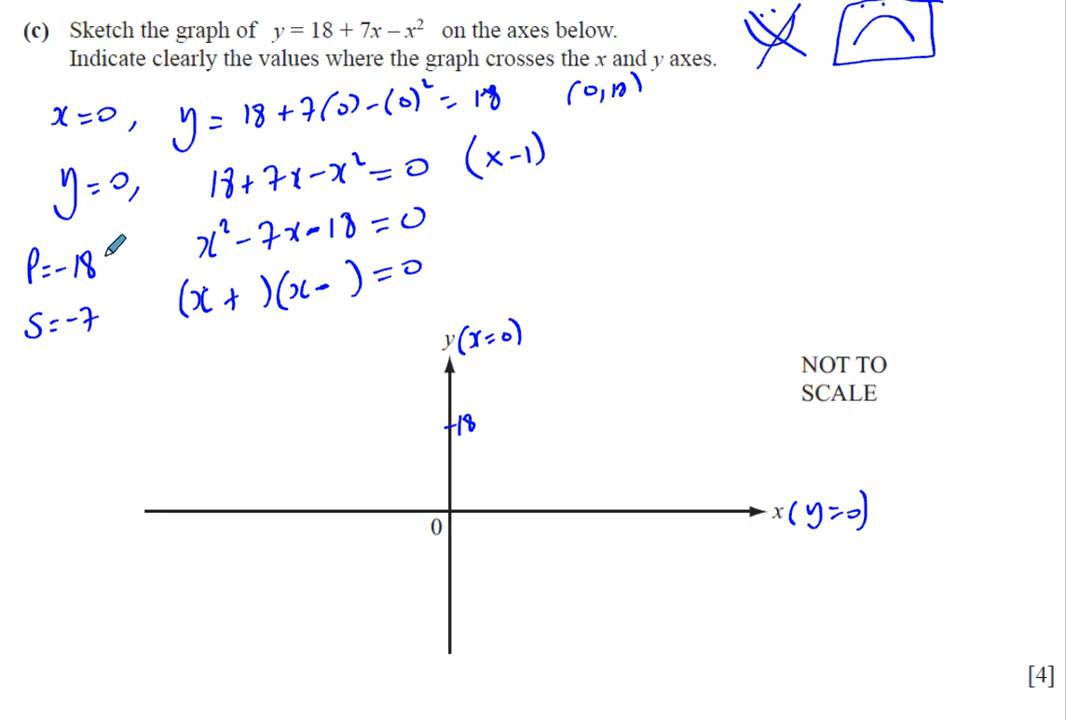 (c) Sketch the graph of y = 18 + 7x – x² on the axes below.
Indicate clearly the values where the graph crosses the x and y axes.
x=0, y = 18+7(0)-(0)²= 18 (0,18)
y=0, 18+7x-x²=0 (x-1)
x²-7x-18=0
P=-18
(x+ )(x- )=0
S=-7
y(x=0)
NOT TO
SCALE
18
x(y=0)
0
[4]